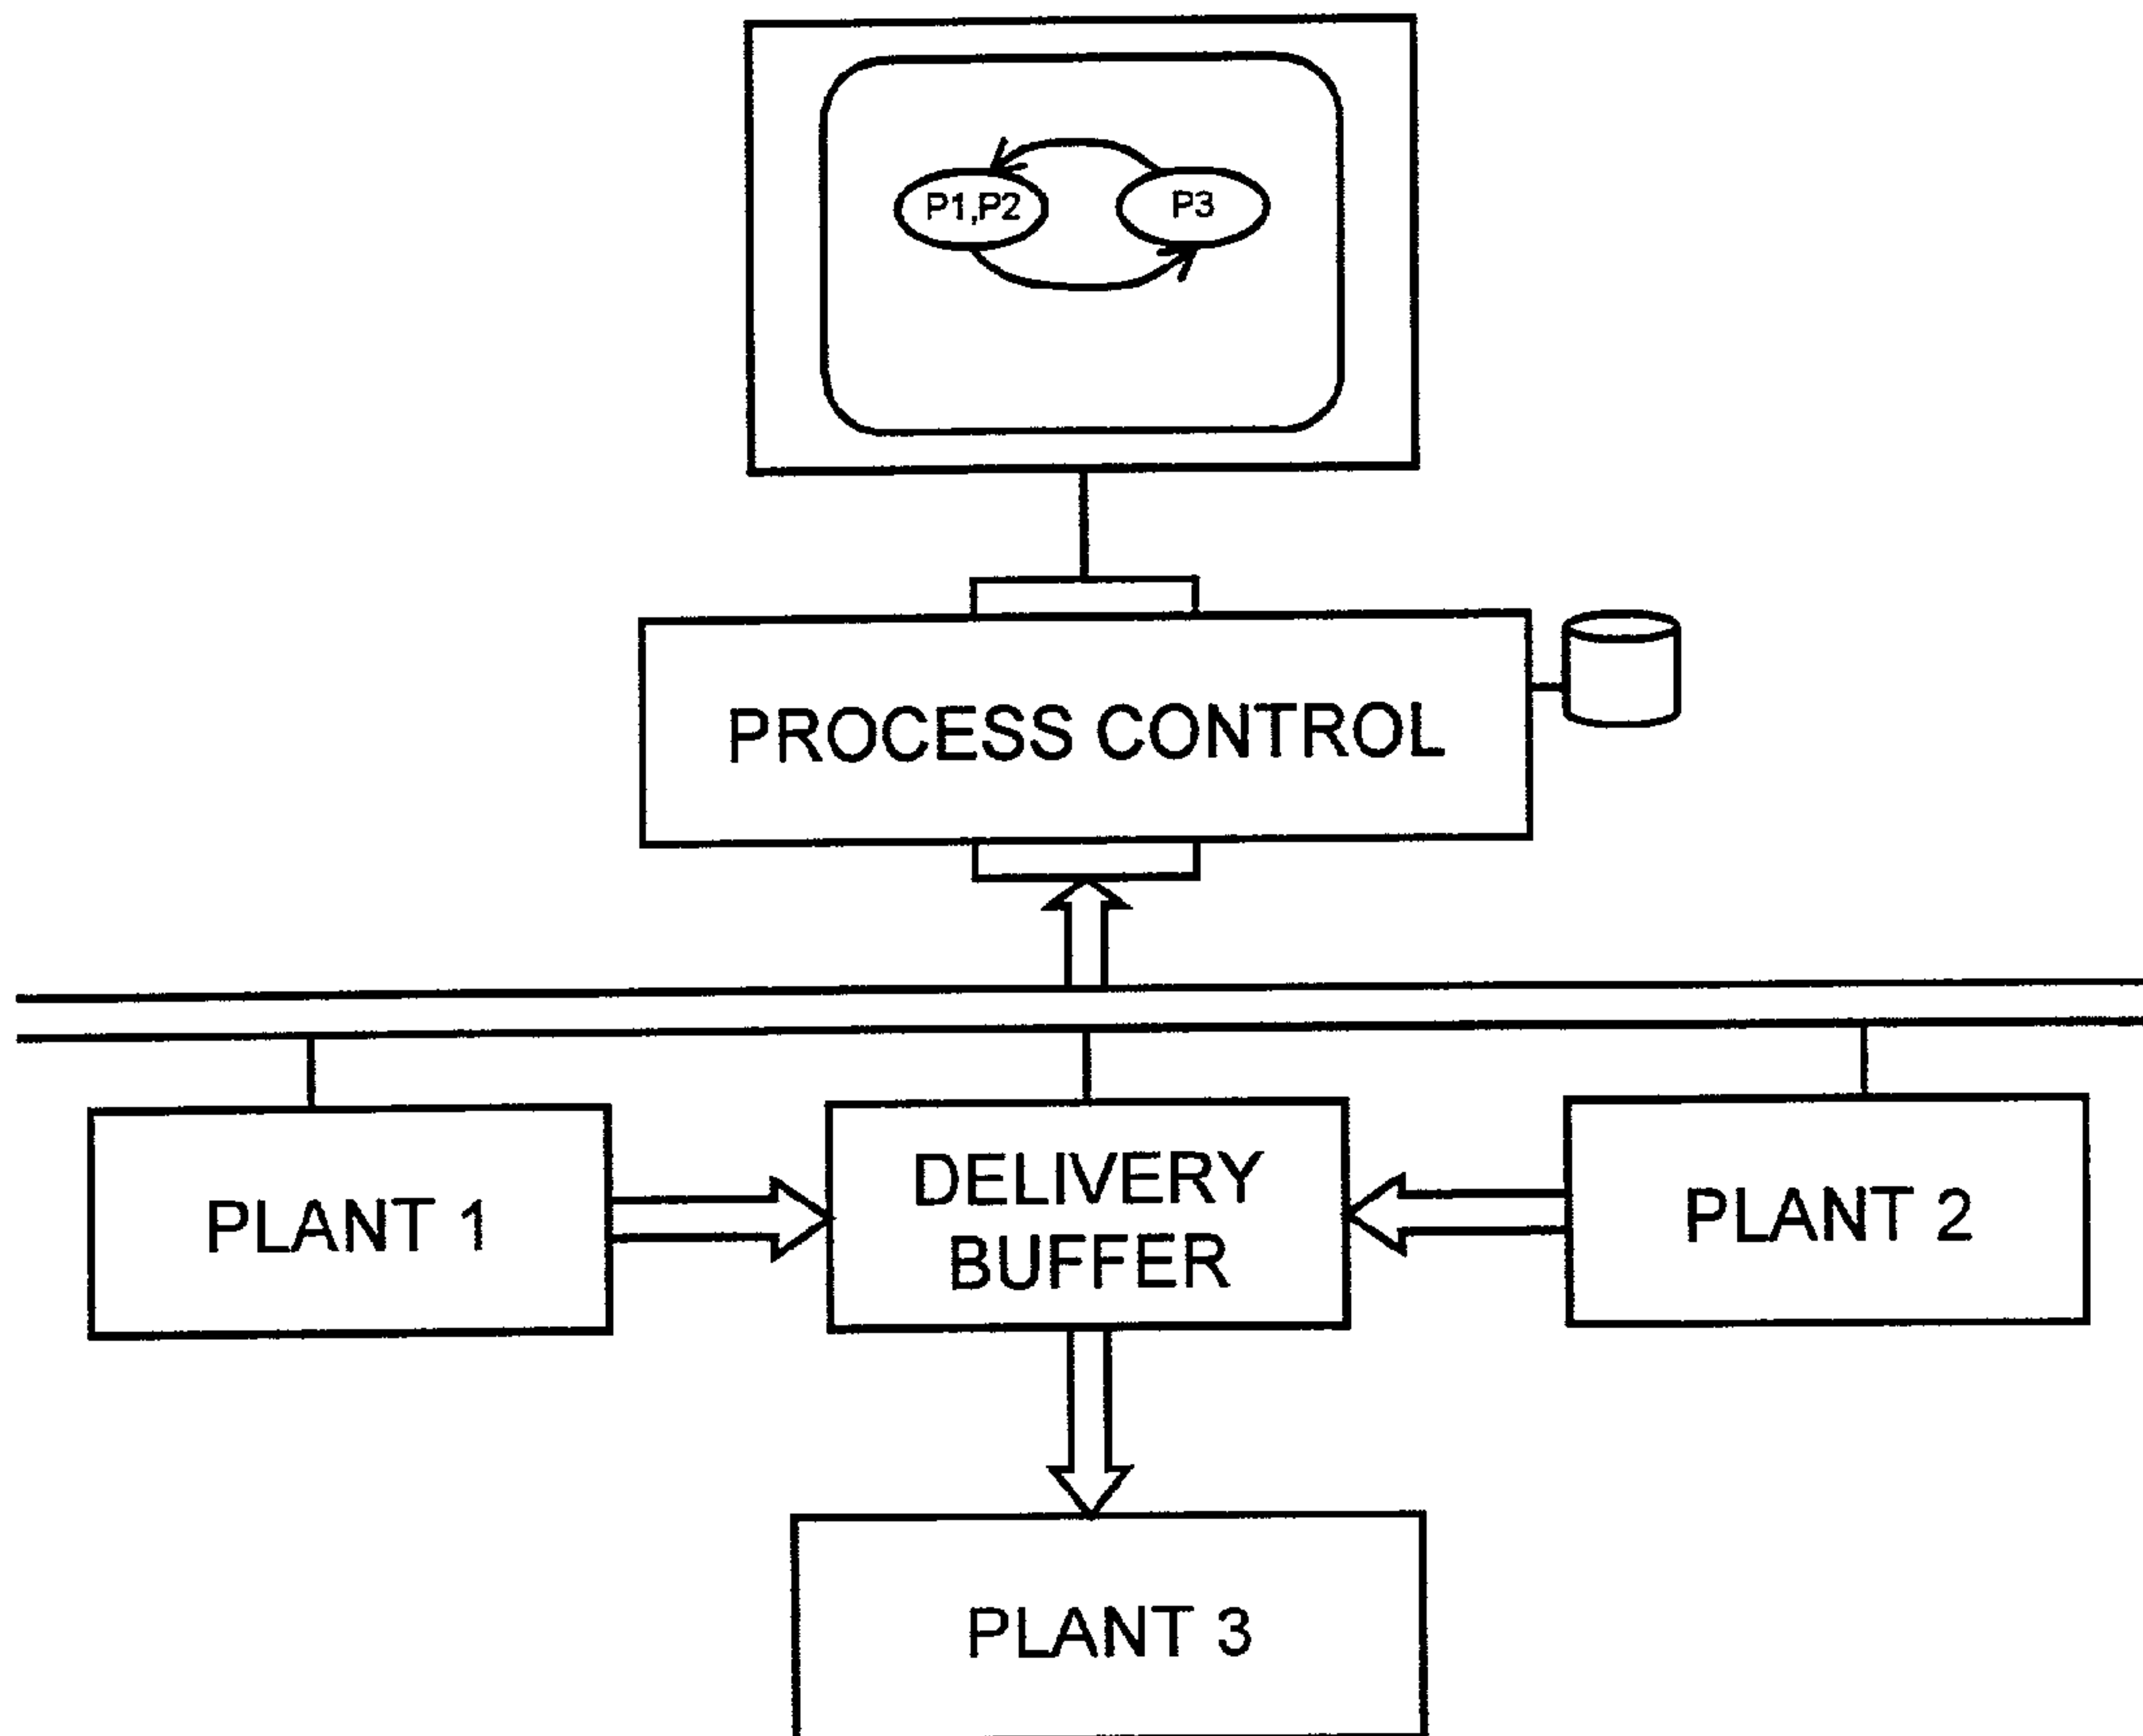 P1,P2
P3
PROCESS CONTROL
PLANT 1
DELIVERY
BUFFER
PLANT 2
PLANT 3